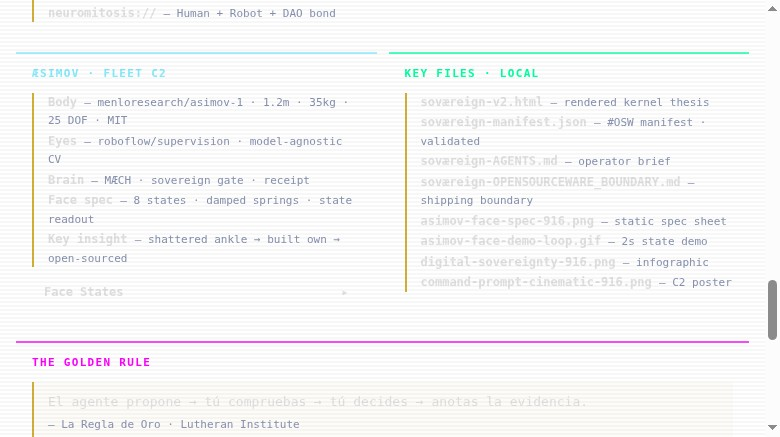 neuromitosis:// — Human + Robot + DAO bond
ÆSIMOV · FLEET C2
Body — menloresearch/asimov-1 · 1.2m · 35kg ·
25 DOF · MIT
Eyes — roboflow/supervision · model-agnostic
CV
Brain — MÆCH · sovereign gate · receipt
Face spec — 8 states · damped springs · state
readout
Key insight — shattered ankle → built own →
open-sourced
Face States ▸
KEY FILES · LOCAL
soværeign-v2.html — rendered kernel thesis
soværeign-manifest.json — #OSW manifest ·
validated
soværeign-AGENTS.md — operator brief
soværeign-OPENSOURCEWARE_BOUNDARY.md —
shipping boundary
asimov-face-spec-916.png — static spec sheet
asimov-face-demo-loop.gif — 2s state demo
digital-sovereignty-916.png — infographic
command-prompt-cinematic-916.png — C2 poster
THE GOLDEN RULE
El agente propone → tú compruebas → tú decides → anotas la evidencia.
— La Regla de Oro · Lutheran Institute